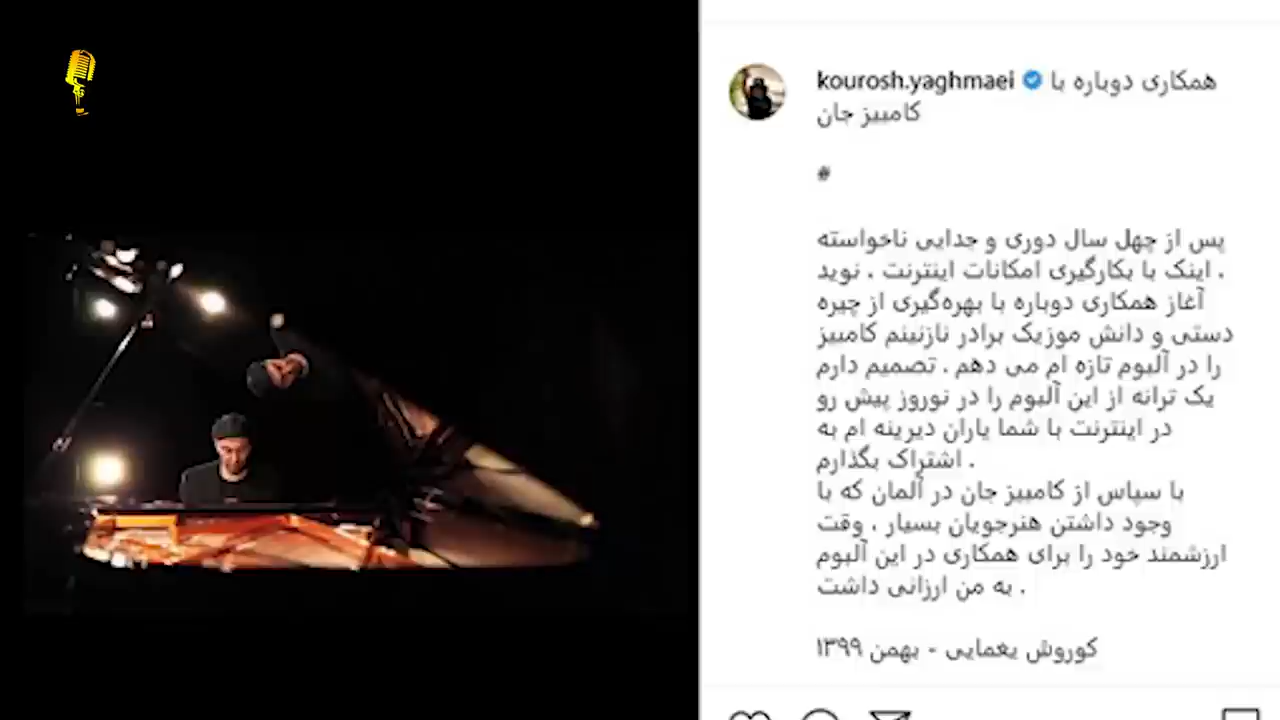 kourosh.yaghmaei همکاری دوباره با
کامبیز جان
#
پس از چهل سال دوری و جدایی ناخواسته
. اینک با بکارگیری امکانات اینترنت . نوید
آغاز همکاری دوباره با بهره‌گیری از چیره
دستی و دانش موزیک برادر نازنینم کامبیز
را در آلبوم تازه ام می دهم . تصمیم دارم
یک ترانه از این آلبوم را در نوروز پیش رو
در اینترنت با شما یاران دیرینه ام به
اشتراک بگذارم .
با سپاس از کامبیز جان در آلمان که با
وجود داشتن هنرجویان بسیار . وقت
ارزشمند خود را برای همکاری در این آلبوم
به من ارزانی داشت .
کوروش یغمایی - بهمن ۱۳۹۹